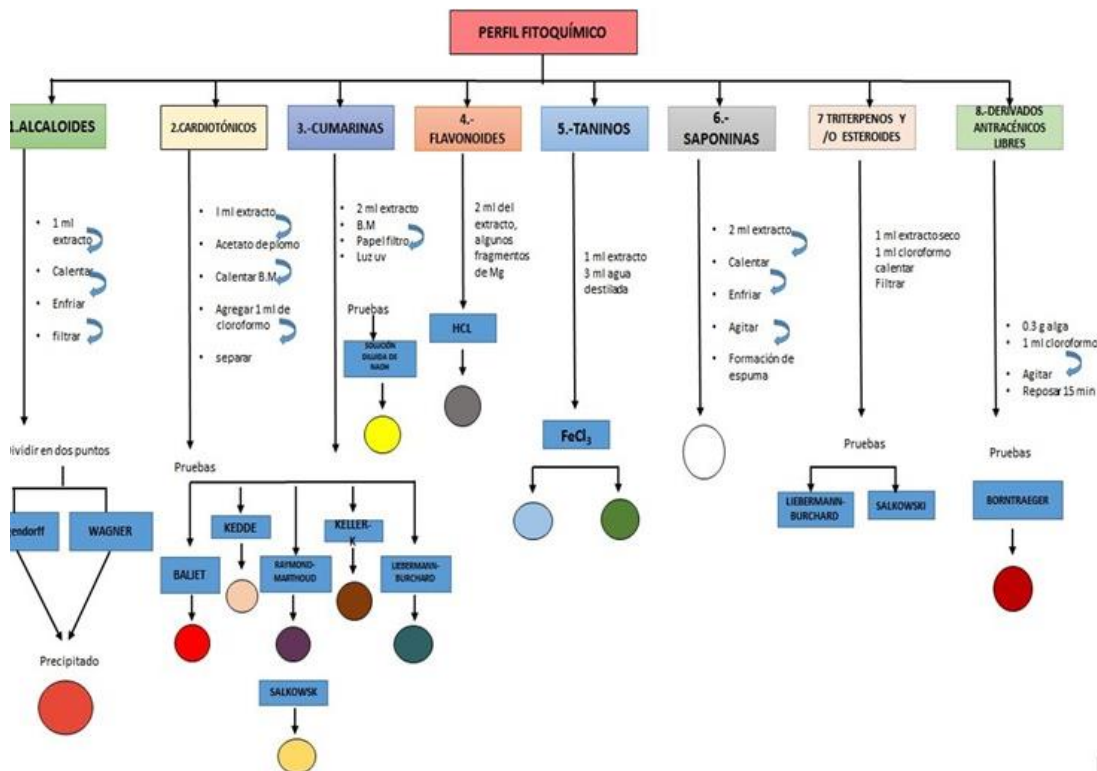 PERFIL FITOQUÍMICO
1.ALCALOIDES
• 1 ml
extracto
• Calentar
• Enfriar
• filtrar
ividir en dos puntos
endorff
WAGNER
Precipitado
2.CARDIOTÓNICOS
• I ml extracto
• Acetato de plomo
• Calentar B.M
• Agregar 1 ml de
cloroformo
• separar
Pruebas
BALJET
KEDDE
RAYMOND-
MARTHOUD
KELLER-
K
LIEBERMANN-
BURCHARD
SALKOWSK
3.-CUMARINAS
• 2 ml extracto
• B.M
• Papel filtro
• Luz uv
Pruebas
SOLUCIÓN
DILUIDA DE
NAOH
4.-
FLAVONOIDES
2 ml del
extracto,
algunos
fragmentos
de Mg
HCL
5.-TANINOS
1 ml extracto
3 ml agua
destilada
FeCl₃
6.-
SAPONINAS
• 2 ml extracto
• Calentar
• Enfriar
• Agitar
• Formación de
espuma
7 TRITERPENOS Y
/O ESTEROIDES
1 ml extracto seco
1 ml cloroformo
calentar
Filtrar
Pruebas
LIEBERMANN-
BURCHARD
SALKOWSKI
8.-DERIVADOS
ANTRACÉNICOS
LIBRES
• 0.3 g alga
• 1 ml cloroformo
• Agitar
• Reposar 15 min
Pruebas
BORNTRAEGER